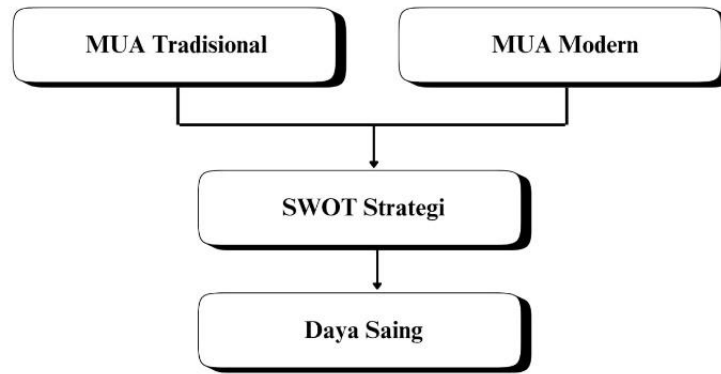 MUA Tradisional
MUA Modern
SWOT Strategi
Daya Saing